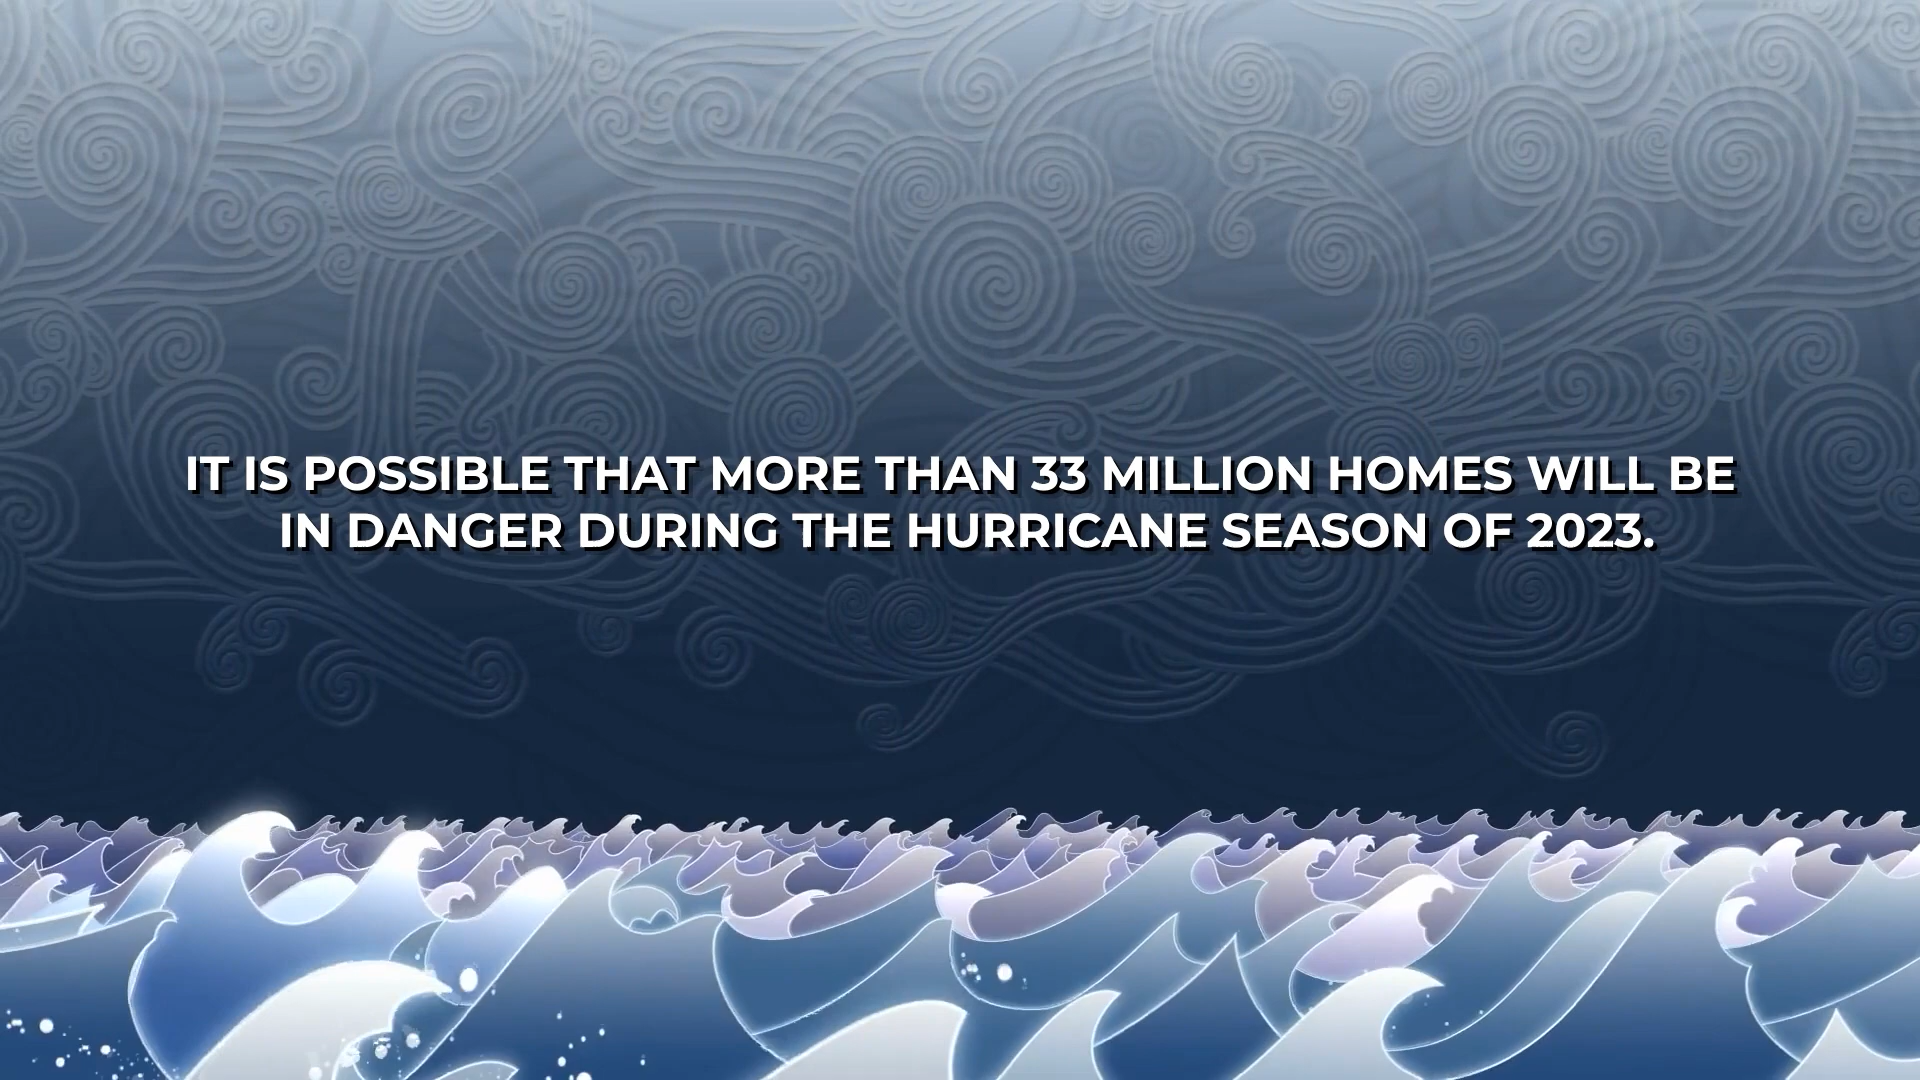 IT IS POSSIBLE THAT MORE THAN 33 MILLION HOMES WILL BE
IN DANGER DURING THE HURRICANE SEASON OF 2023.